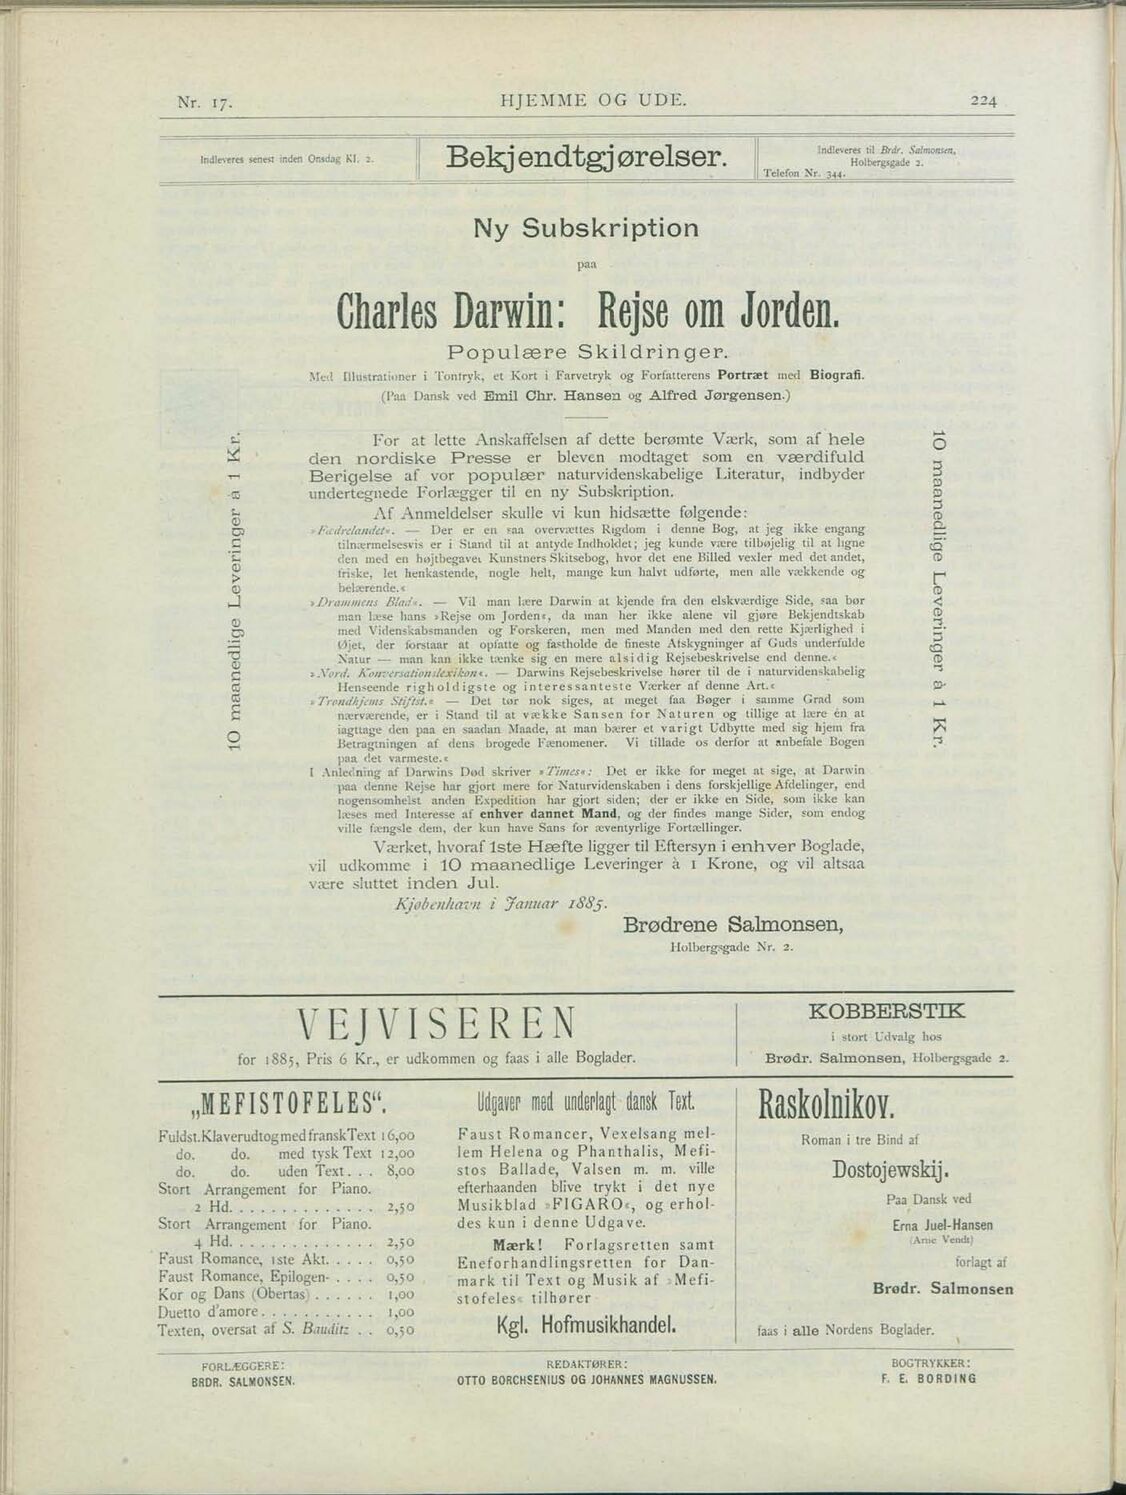 Nr. 17.
HJEMME OG UDE.
224
Indleveres senest inden Onsdag Kl. 2.
Bekjendtgjørelser.
Indleveres til Brdr. Salmonsen,
Holbergsgade 2.
Telefon Nr. 344.
Ny Subskription
paa
Charles Darwin: Rejse om Jorden.
Populære Skildringer.
Med Illustrationer i Tontryk, et Kort i Farvetryk og Forfatterens Portræt med Biografi.
(Paa Dansk ved Emil Chr. Hansen og Alfred Jørgensen.)
10 maanedlige Leveringer à 1 Kr.
For at lette Anskaffelsen af dette berømte Værk, som af hele
den nordiske Presse er bleven modtaget som en værdifuld
Berigelse af vor populær naturvidenskabelige Literatur, indbyder
undertegnede Forlægger til en ny Subskription.
Af Anmeldelser skulle vi kun hidsætte følgende:
»Fædrelandet«. — Der er en saa overvættes Rigdom i denne Bog, at jeg ikke engang
tilnærmelsesvis er i Stand til at antyde Indholdet; jeg kunde være tilbøjelig til at ligne
den med en højtbegavet Kunstners Skitsebog, hvor det ene Billed vexler med det andet,
friske, let henkastende, nogle helt, mange kun halvt udførte, men alle vækkende og
belærende.«
»Drammens Blad«. — Vil man lære Darwin at kjende fra den elskværdige Side, saa bør
man læse hans »Rejse om Jorden«, da man her ikke alene vil gjøre Bekjendtskab
med Videnskabsmanden og Forskeren, men med Manden med den rette Kjærlighed i
Øjet, der forstaar at opfatte og fastholde de fineste Afskygninger af Guds underfulde
Natur — man kan ikke tænke sig en mere alsidig Rejsebeskrivelse end denne.«
»Nord. Konversationslexikon«. — Darwins Rejsebeskrivelse hører til de i naturvidenskabelig
Henseende righoldigste og interessanteste Værker af denne Art.«
»Trondhjems Stiftst.« — Det tør nok siges, at meget faa Bøger i samme Grad som
nærværende, er i Stand til at vække Sansen for Naturen og tillige at lære én at
iagttage den paa en saadan Maade, at man bærer et varigt Udbytte med sig hjem fra
Betragtningen af dens brogede Fænomener. Vi tillade os derfor at anbefale Bogen
paa det varmeste.«
I Anledning af Darwins Død skriver »Times«: Det er ikke for meget at sige, at Darwin
paa denne Rejse har gjort mere for Naturvidenskaben i dens forskjellige Afdelinger, end
nogensomhelst anden Expedition har gjort siden; der er ikke en Side, som ikke kan
læses med Interesse af enhver dannet Mand, og der findes mange Sider, som endog
ville fængsle dem, der kun have Sans for æventyrlige Fortællinger.
Værket, hvoraf 1ste Hæfte ligger til Eftersyn i enhver Boglade,
vil udkomme i 10 maanedlige Leveringer à 1 Krone, og vil altsaa
være sluttet inden Jul.
Kjøbenhavn i Januar 1885.
Brødrene Salmonsen,
Holbergsgade Nr. 2.
10 maanedlige Leveringer à 1 Kr.
VEJVISEREN
for 1885, Pris 6 Kr., er udkommen og faas i alle Boglader.
KOBBERSTIK
i stort Udvalg hos
Brødr. Salmonsen, Holbergsgade 2.
„MEFISTOFELES“.
Fuldst. Klaverudtog med fransk Text 16,00
do. do. med tysk Text 12,00
do. do. uden Text. . . 8,00
Stort Arrangement for Piano.
2 Hd. . . . . . . . . . . . . . 2,50
Stort Arrangement for Piano.
4 Hd. . . . . . . . . . . . . . 2,50
Faust Romance, 1ste Akt. . . . . 0,50
Faust Romance, Epilogen- . . . . 0,50
Kor og Dans (Obertas) . . . . . . 1,00
Duetto d'amore . . . . . . . . . . . 1,00
Texten, oversat af S. Bauditz . . 0,50
Udgaver med underlagt dansk Text.
Faust Romancer, Vexelsang mel-
lem Helena og Phanthalis, Mefi-
stos Ballade, Valsen m. m. ville
efterhaanden blive trykt i det nye
Musikblad »FIGARO«, og erhol-
des kun i denne Udgave.
Mærk! Forlagsretten samt
Eneforhandlingsretten for Dan-
mark til Text og Musik af »Mefi-
stofeles« tilhører
Kgl. Hofmusikhandel.
Raskolnikov.
Roman i tre Bind af
Dostojewskij.
Paa Dansk ved
Erna Juel-Hansen
(Arne Vendt)
forlagt af
Brødr. Salmonsen
faas i alle Nordens Boglader.
FORLÆGGERE:
BRDR. SALMONSEN.
REDAKTØRER:
OTTO BORCHSENIUS OG JOHANNES MAGNUSSEN.
BOGTRYKKER:
F. E. BORDING